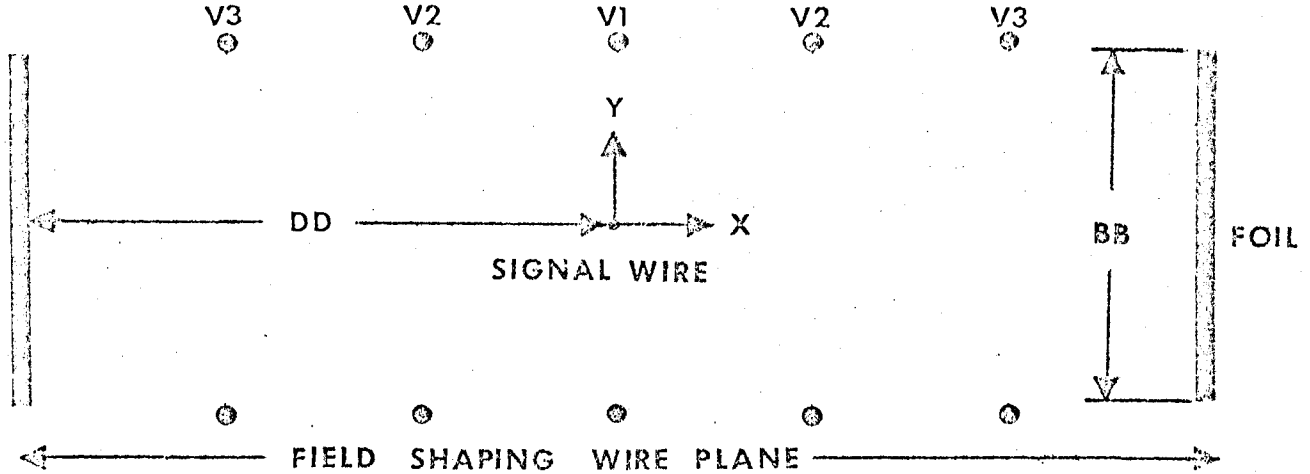 V3 V2 V1 V2 V3
Y
DD X BB FOIL
SIGNAL WIRE
FIELD SHAPING WIRE PLANE